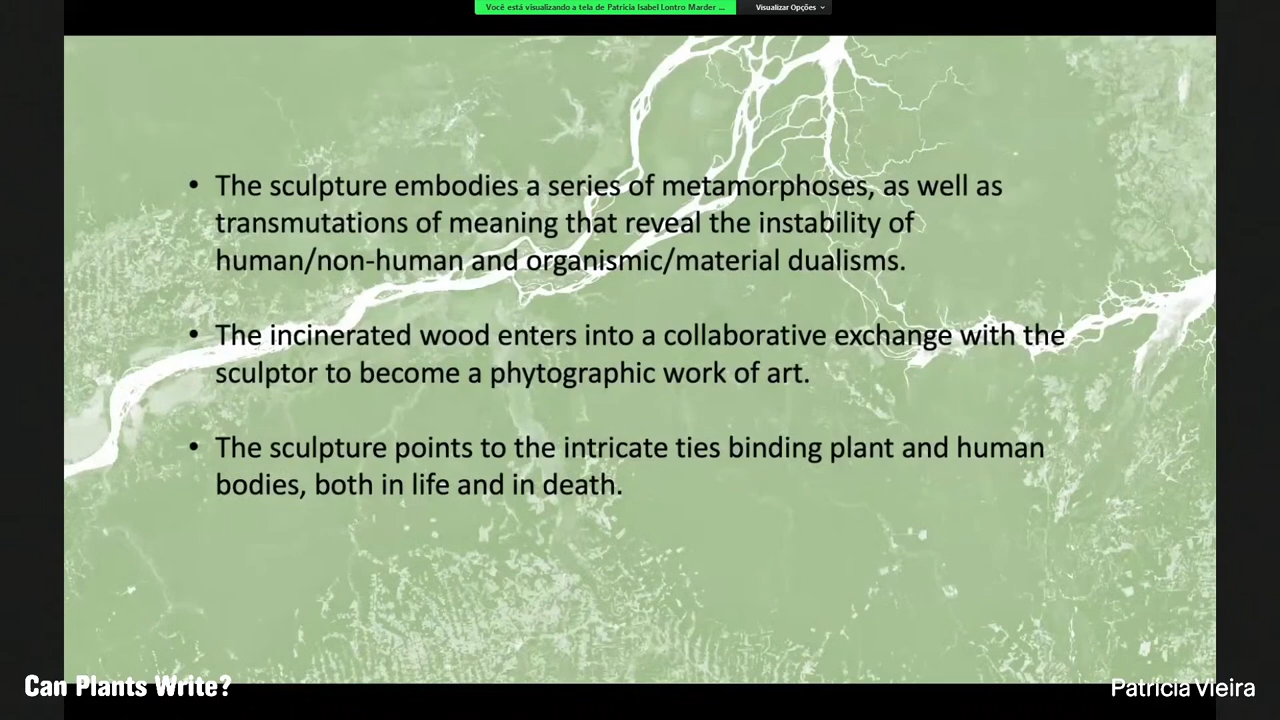 Você está visualizando a tela de Patricia Isabel Lontro Marder ...
Visualizar Opções
• The sculpture embodies a series of metamorphoses, as well as
transmutations of meaning that reveal the instability of
human/non-human and organismic/material dualisms.
• The incinerated wood enters into a collaborative exchange with the
sculptor to become a phytographic work of art.
• The sculpture points to the intricate ties binding plant and human
bodies, both in life and in death.
Can Plants Write?
Patrícia Vieira